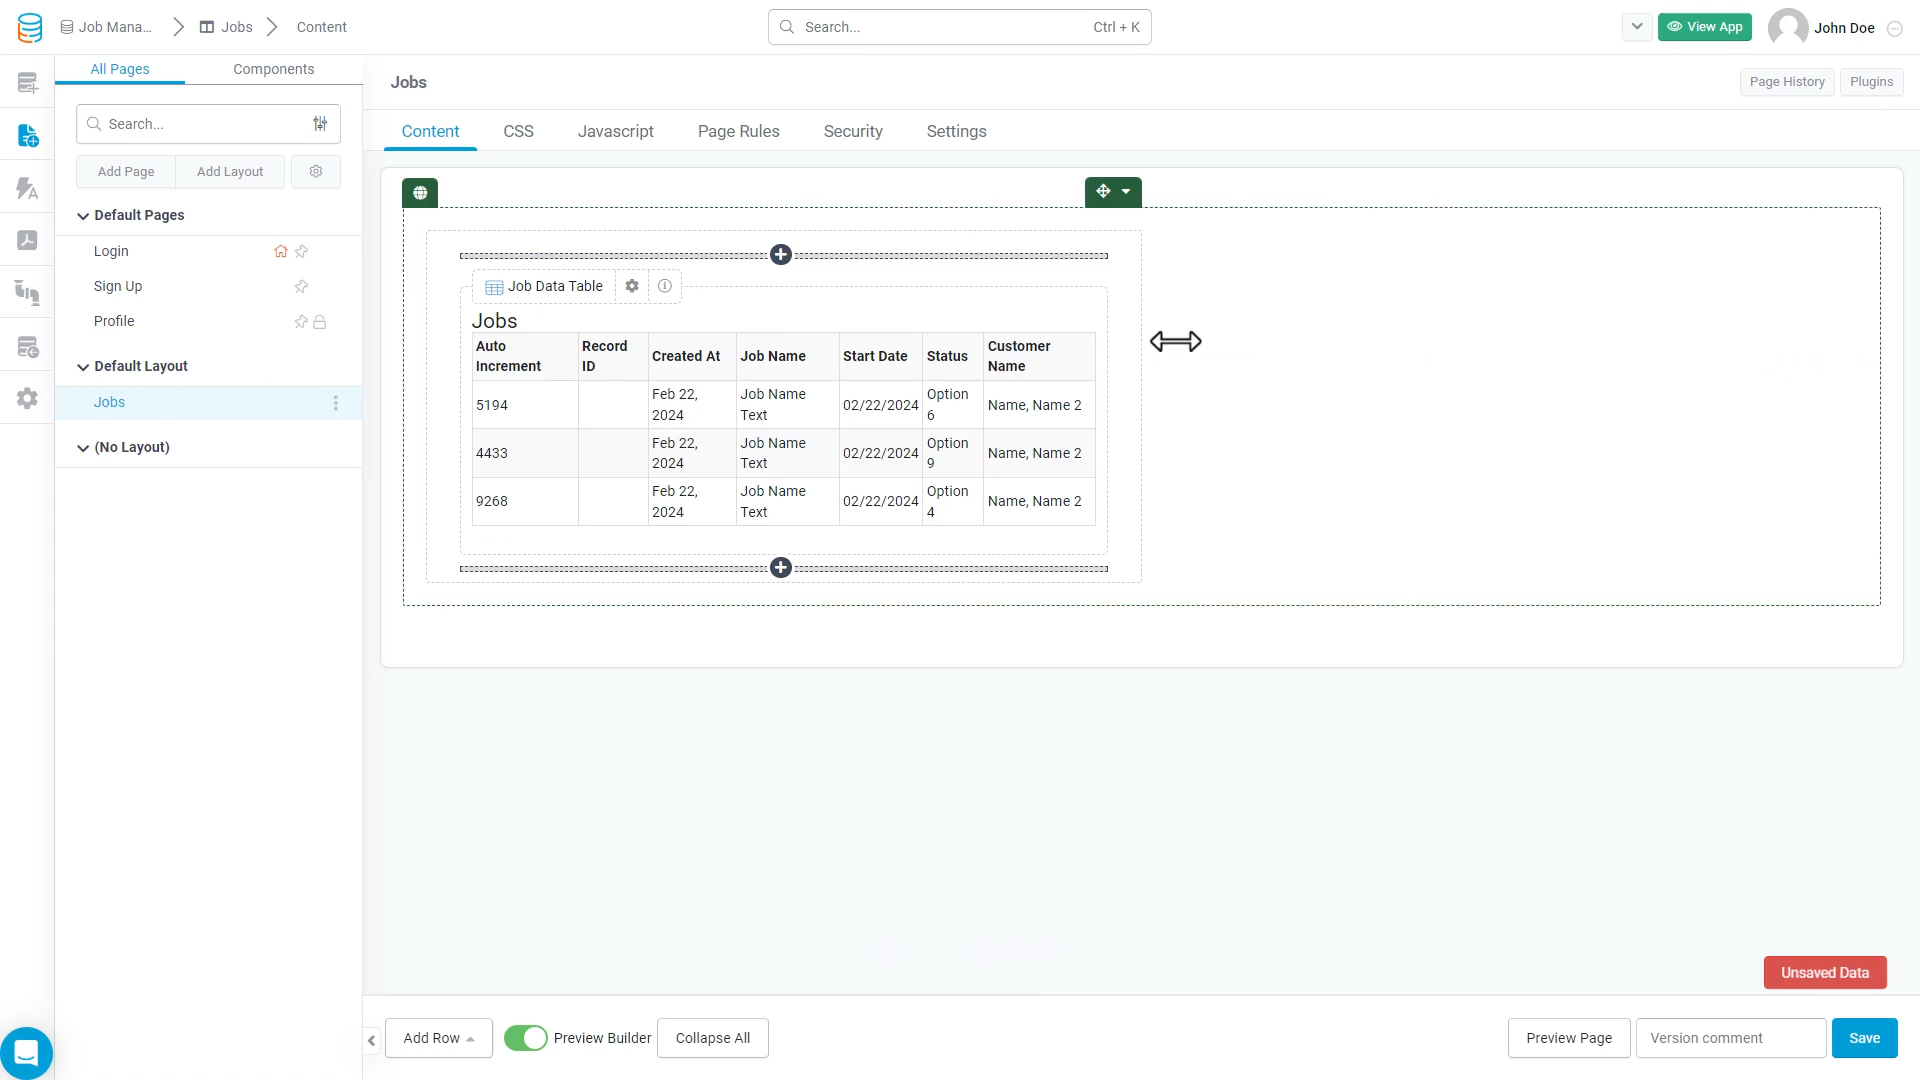 Job Mana...
Jobs
Content
Search...
Ctrl + K
View App
John Doe
All Pages
Components
Search...
Add Page
Add Layout
Default Pages
Login
Sign Up
Profile
Default Layout
Jobs
(No Layout)
Jobs
Page History
Plugins
Content
CSS
Javascript
Page Rules
Security
Settings
Job Data Table
Jobs
Auto Increment Record ID Created At Job Name Start Date Status Customer Name
5194 Feb 22, 2024 Job Name Text 02/22/2024 Option 6 Name, Name 2
4433 Feb 22, 2024 Job Name Text 02/22/2024 Option 9 Name, Name 2
9268 Feb 22, 2024 Job Name Text 02/22/2024 Option 4 Name, Name 2
Unsaved Data
Add Row
Preview Builder
Collapse All
Preview Page
Version comment
Save